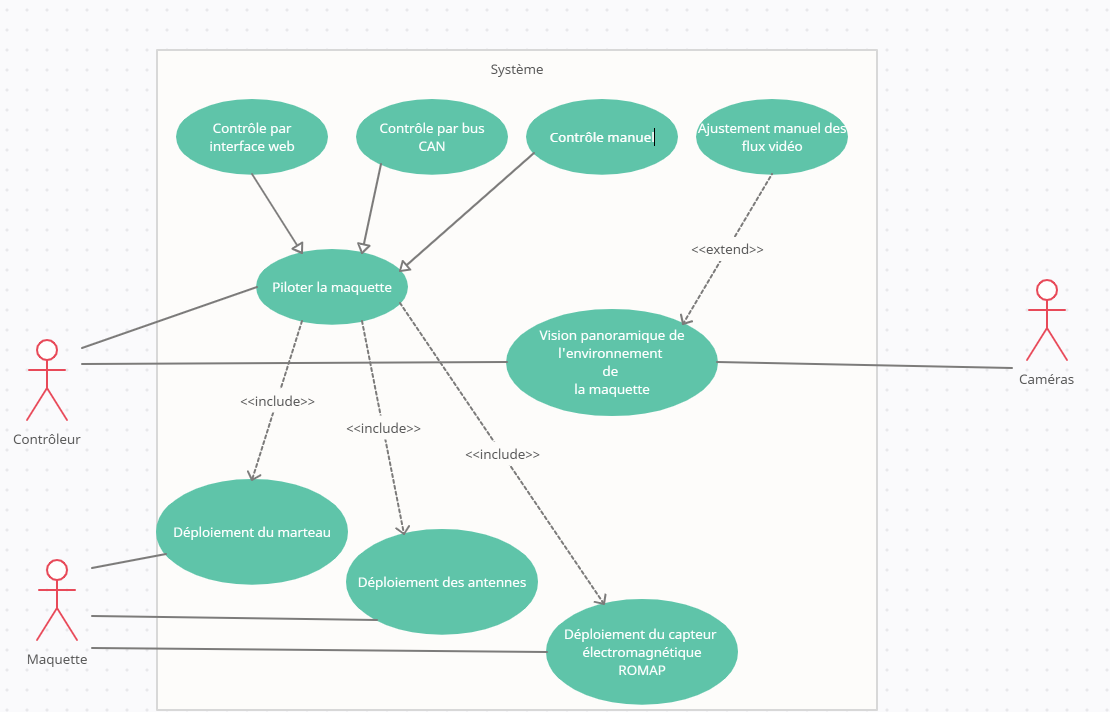 Système
Contrôle par
interface web
Contrôle par bus
CAN
Contrôle manuel
Ajustement manuel des
flux vidéo
<<extend>>
Piloter la maquette
Vision panoramique de
l'environnement
de
la maquette
Caméras
Contrôleur
<<include>>
<<include>>
<<include>>
Déploiement du marteau
Déploiement des antennes
Déploiement du capteur
électromagnétique
ROMAP
Maquette